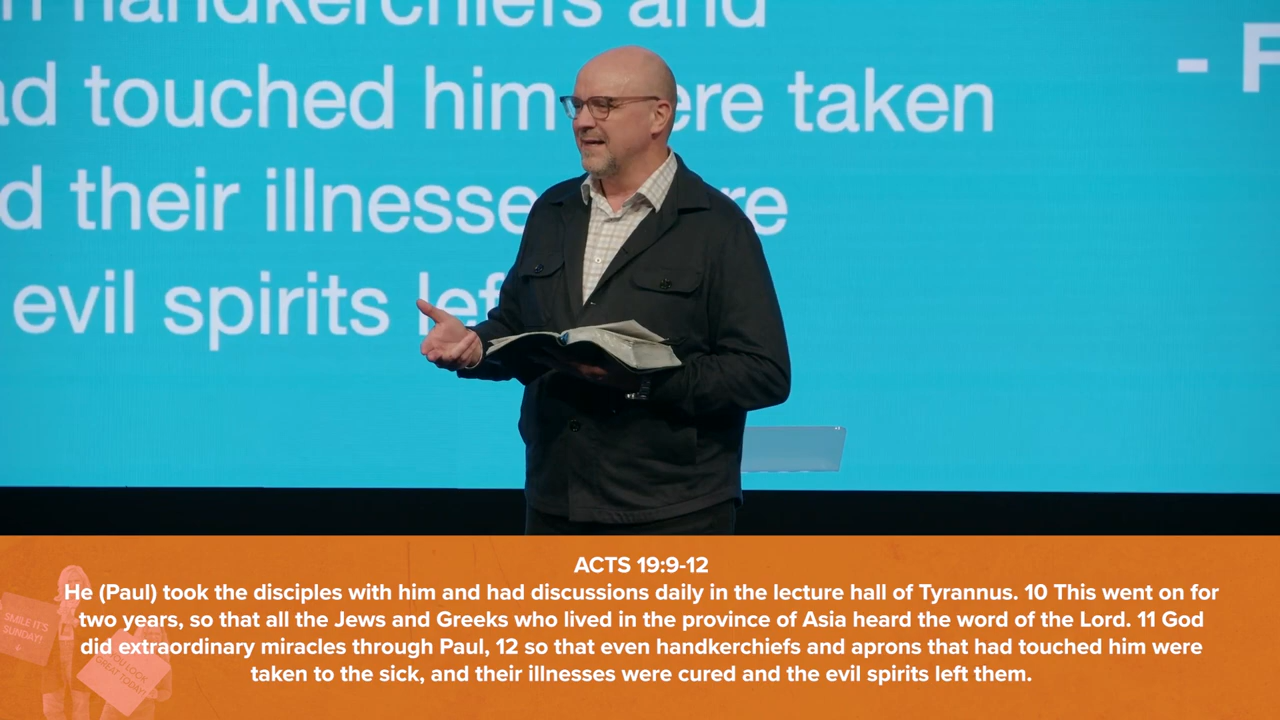 handkerchiefs and
ad touched him ere taken
- F
d their illnesse re
evil spirits lef
ACTS 19:9-12
He (Paul) took the disciples with him and had discussions daily in the lecture hall of Tyrannus. 10 This went on for
two years, so that all the Jews and Greeks who lived in the province of Asia heard the word of the Lord. 11 God
did extraordinary miracles through Paul, 12 so that even handkerchiefs and aprons that had touched him were
taken to the sick, and their illnesses were cured and the evil spirits left them.
SMILE IT'S
SUNDAY!
YOU LOOK
GREAT TODAY!